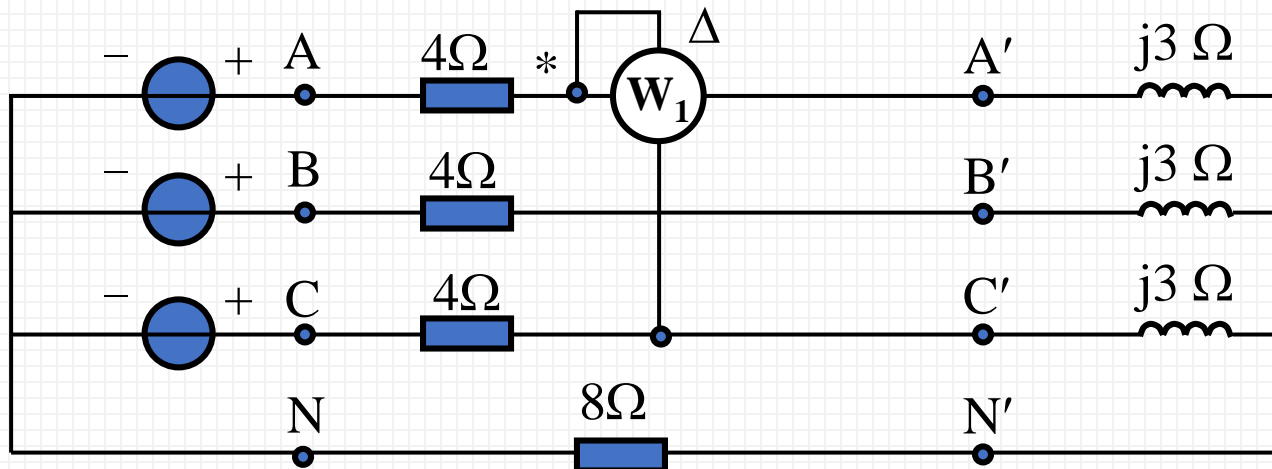 − + A 4Ω * Δ A′ j3 Ω
W₁
− + B 4Ω B′ j3 Ω
− + C 4Ω C′ j3 Ω
N 8Ω N′